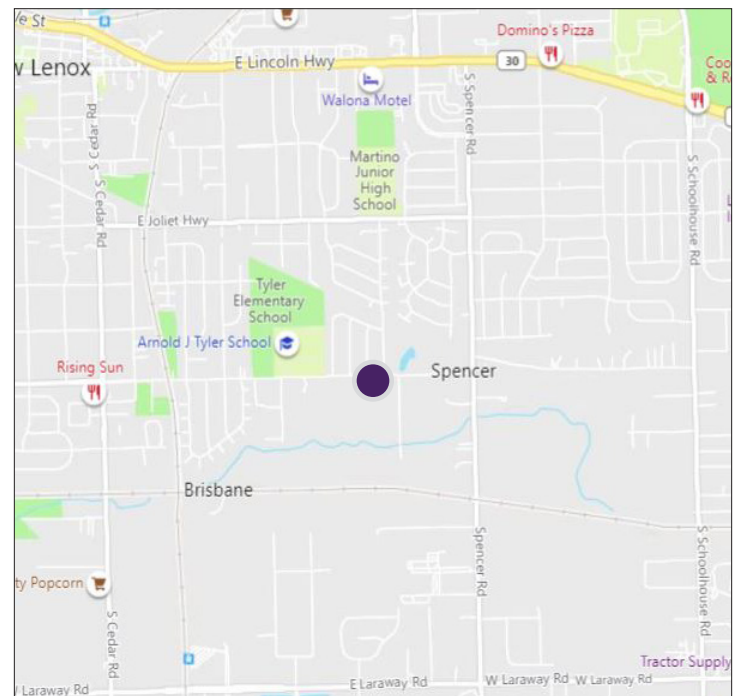 Domino's Pizza
E Lincoln Hwy
30
w Lenox
Walona Motel
S Spencer Rd
S Cedar Rd
S Cedar Rd
Martino
Junior
High
School
S Schoolhouse Rd
E Joliet Hwy
Tyler
Elementary
School
Arnold J Tyler School
Rising Sun
Spencer
Brisbane
Spencer Rd
S Schoolhouse Rd
ty Popcorn
S Cedar Rd
Tractor Supply
E Laraway Rd
W Laraway Rd
W Laraway Rd
Laraway Rd